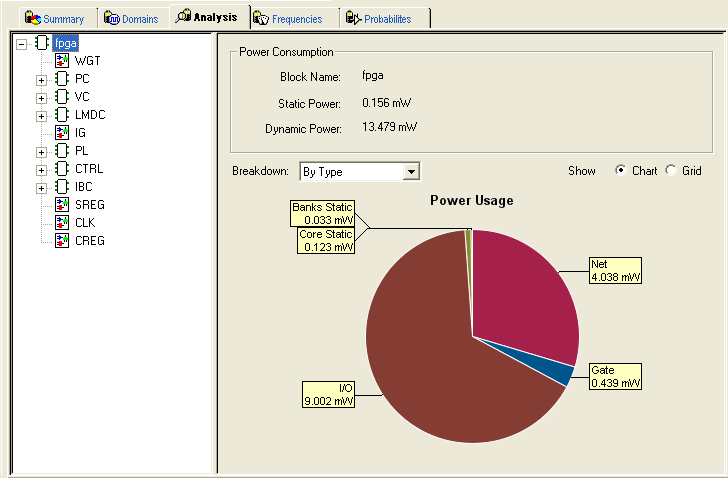 Summary Domains Analysis Frequencies Probabilites
fpga
WGT
PC
VC
LMDC
IG
PL
CTRL
IBC
SREG
CLK
CREG
Power Consumption
Block Name: fpga
Static Power: 0.156 mW
Dynamic Power: 13.479 mW
Breakdown: By Type Show Chart Grid
Power Usage
Banks Static
0.033 mW
Core Static
0.123 mW
Net
4.038 mW
Gate
0.439 mW
I/O
9.002 mW